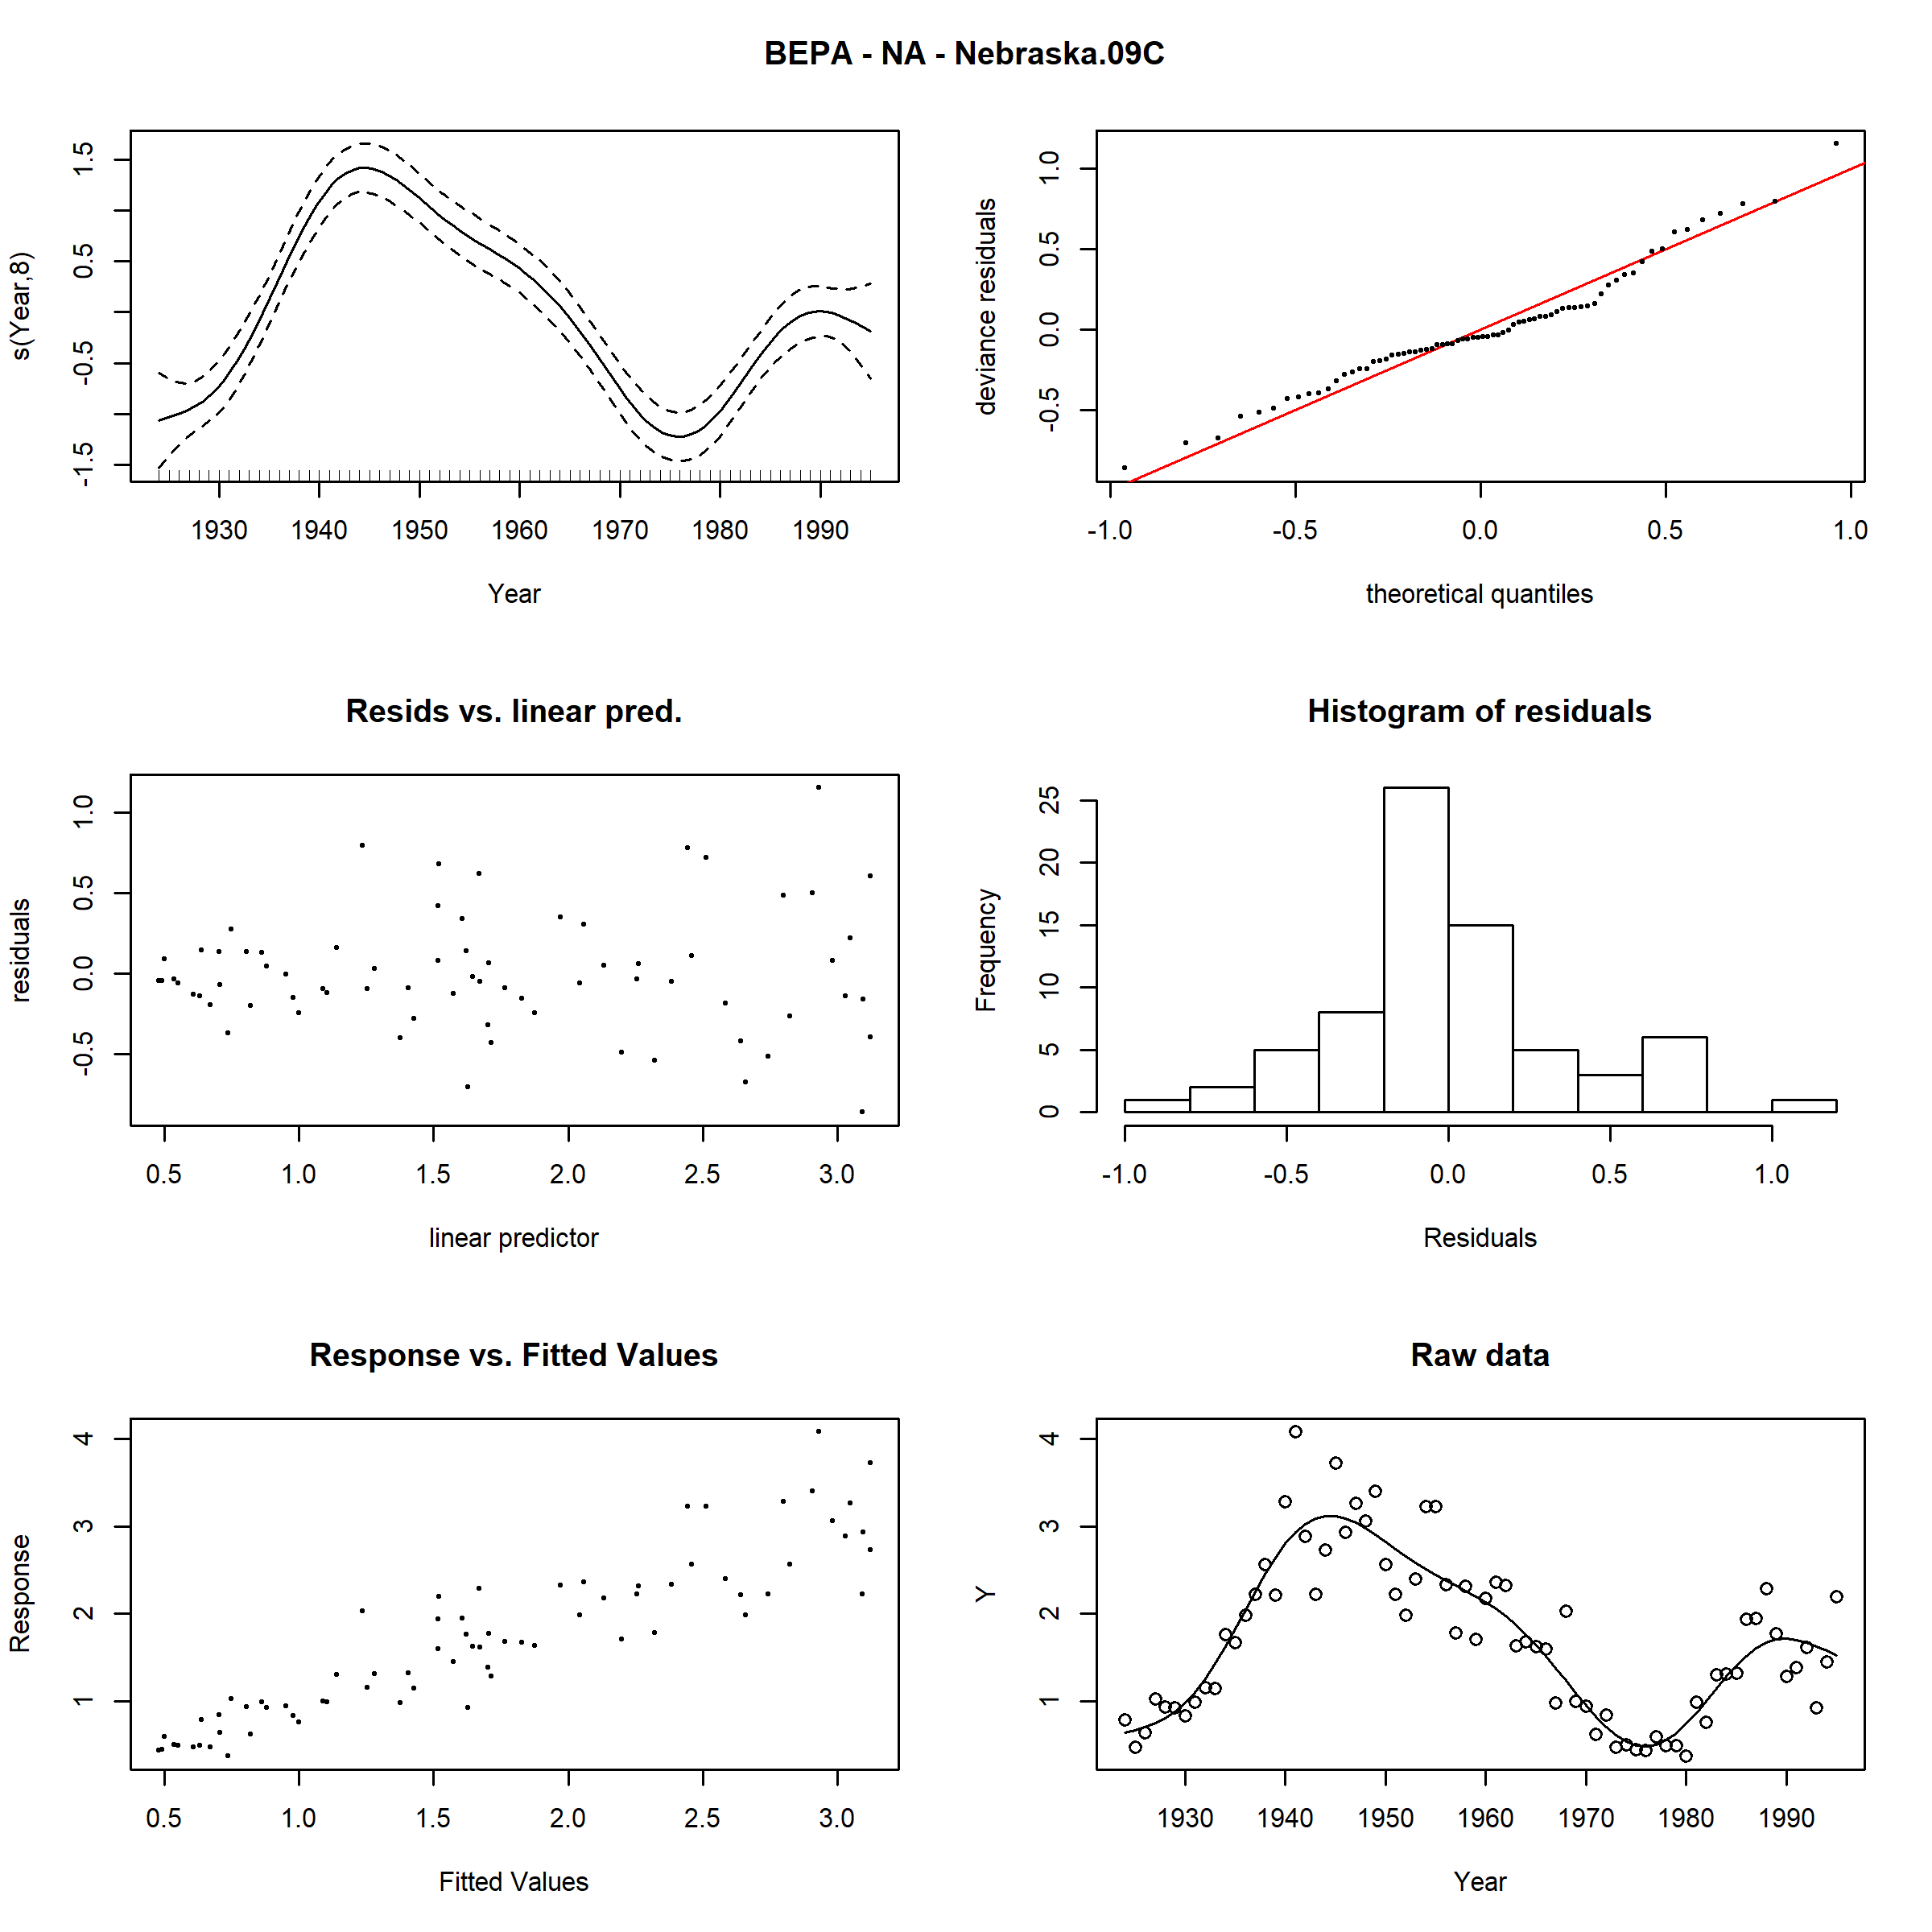 BEPA - NA - Nebraska.09C
s(Year,8)
-1.5 -0.5 0.5 1.5
1930 1940 1950 1960 1970 1980 1990
Year
deviance residuals
-0.5 0.0 0.5 1.0
-1.0 -0.5 0.0 0.5 1.0
theoretical quantiles
Resids vs. linear pred.
residuals
-0.5 0.0 0.5 1.0
0.5 1.0 1.5 2.0 2.5 3.0
linear predictor
Histogram of residuals
Frequency
0 5 10 15 20 25
-1.0 -0.5 0.0 0.5 1.0
Residuals
Response vs. Fitted Values
Response
1 2 3 4
0.5 1.0 1.5 2.0 2.5 3.0
Fitted Values
Raw data
Y
1 2 3 4
1930 1940 1950 1960 1970 1980 1990
Year